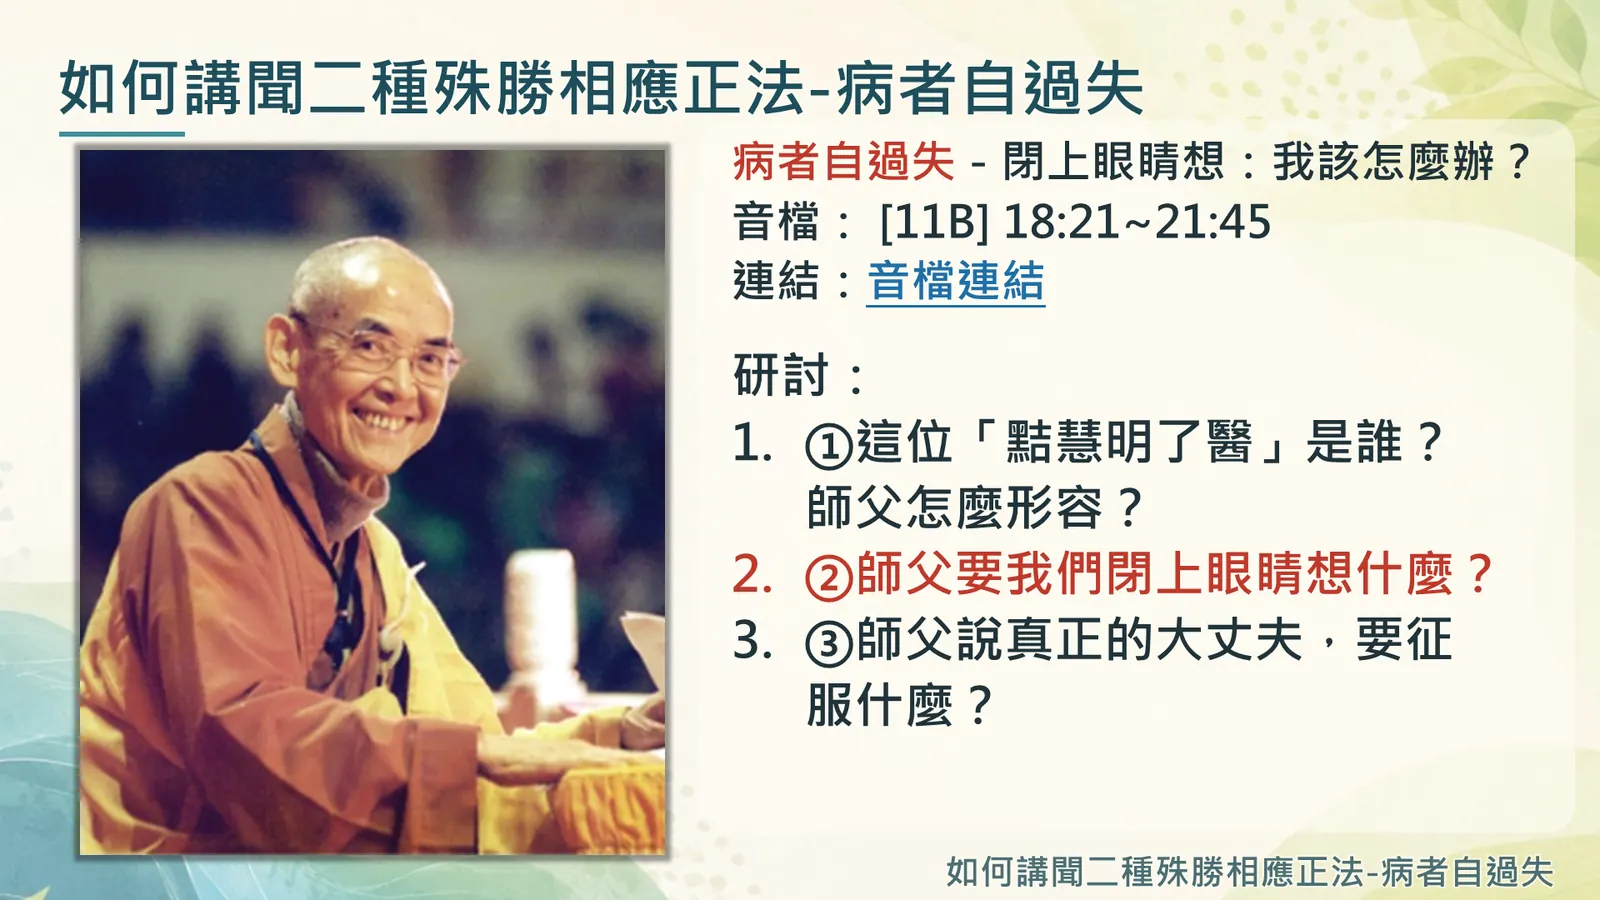 如何講聞二種殊勝相應正法-病者自過失
病者自過失 - 閉上眼睛想：我該怎麼辦？
音檔： [11B] 18:21~21:45
連結：音檔連結
研討：
1. ①這位「黠慧明了醫」是誰？
師父怎麼形容？
2. ②師父要我們閉上眼睛想什麼？
3. ③師父說真正的大丈夫，要征
服什麼？
如何講聞二種殊勝相應正法-病者自過失